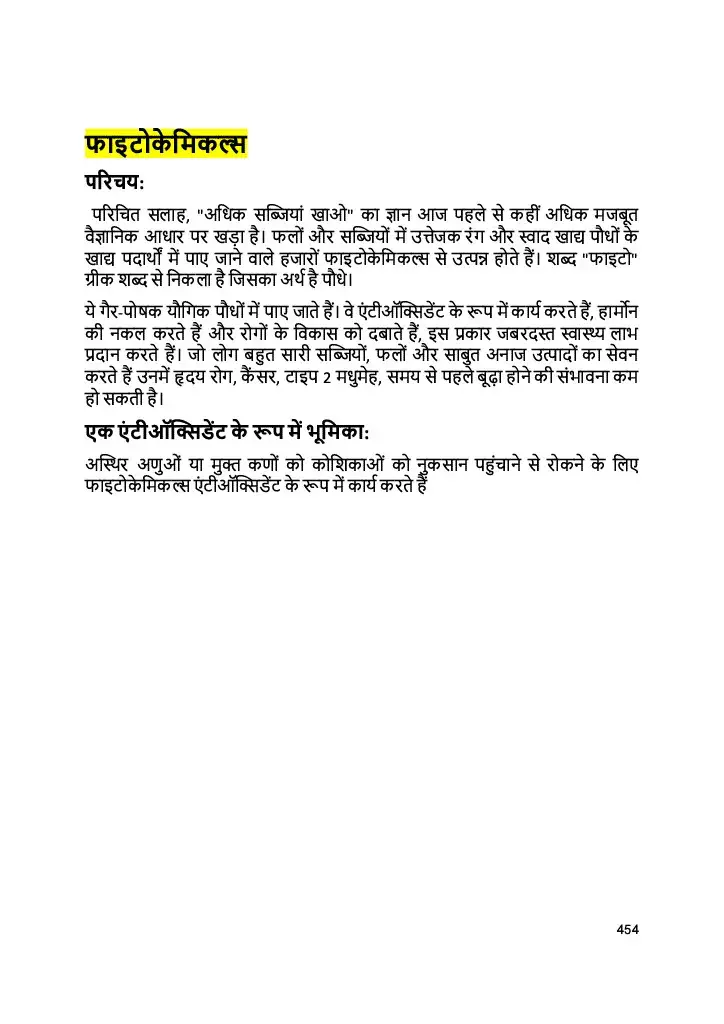 फाइटोकेमिकल्स
परिचय:
परिचित सलाह, "अधिक सब्जियां खाओ" का ज्ञान आज पहले से कहीं अधिक मजबूत
वैज्ञानिक आधार पर खड़ा है। फलों और सब्जियों में उत्तेजक रंग और स्वाद खाद्य पौधों के
खाद्य पदार्थों में पाए जाने वाले हजारों फाइटोकेमिकल्स से उत्पन्न होते हैं। शब्द "फाइटो"
ग्रीक शब्द से निकला है जिसका अर्थ है पौधे।
ये गैर-पोषक यौगिक पौधों में पाए जाते हैं। वे एंटीऑक्सिडेंट के रूप में कार्य करते हैं, हार्मोन
की नकल करते हैं और रोगों के विकास को दबाते हैं, इस प्रकार जबरदस्त स्वास्थ्य लाभ
प्रदान करते हैं। जो लोग बहुत सारी सब्जियों, फलों और साबुत अनाज उत्पादों का सेवन
करते हैं उनमें हृदय रोग, कैंसर, टाइप 2 मधुमेह, समय से पहले बूढ़ा होने की संभावना कम
हो सकती है।
एक एंटीऑक्सिडेंट के रूप में भूमिका:
अस्थिर अणुओं या मुक्त कणों को कोशिकाओं को नुकसान पहुंचाने से रोकने के लिए
फाइटोकेमिकल्स एंटीऑक्सिडेंट के रूप में कार्य करते हैं
454